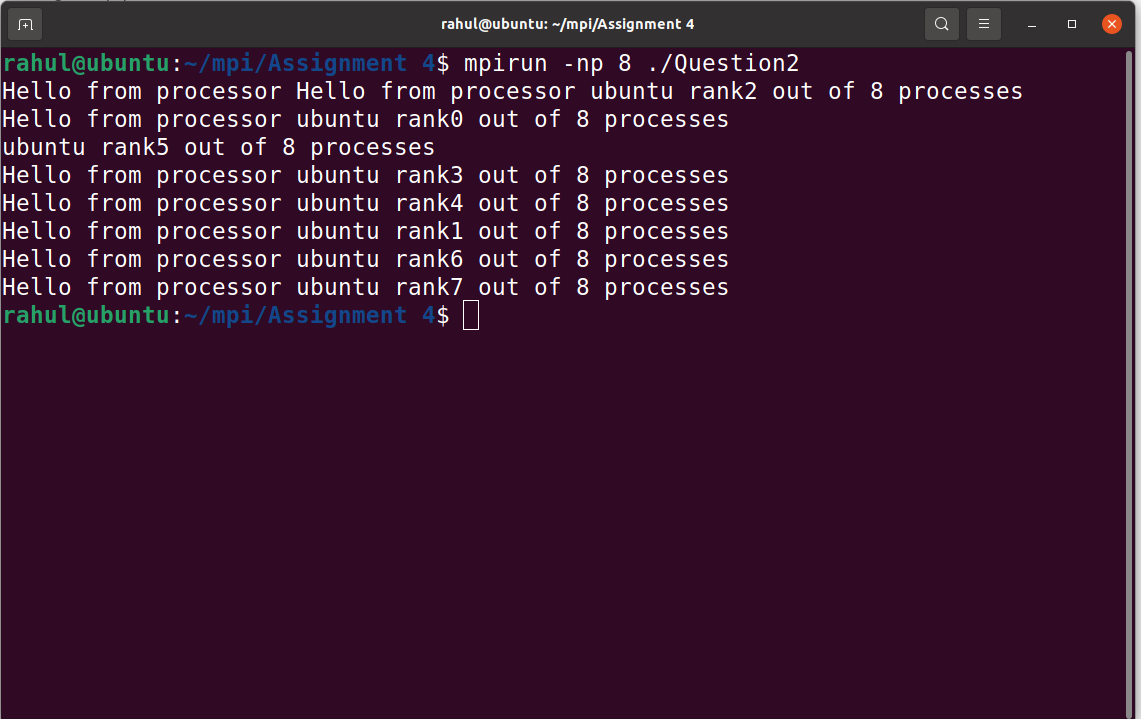 rahul@ubuntu: ~/mpi/Assignment 4
rahul@ubuntu:~/mpi/Assignment 4$ mpirun -np 8 ./Question2
Hello from processor Hello from processor ubuntu rank2 out of 8 processes
Hello from processor ubuntu rank0 out of 8 processes
ubuntu rank5 out of 8 processes
Hello from processor ubuntu rank3 out of 8 processes
Hello from processor ubuntu rank4 out of 8 processes
Hello from processor ubuntu rank1 out of 8 processes
Hello from processor ubuntu rank6 out of 8 processes
Hello from processor ubuntu rank7 out of 8 processes
rahul@ubuntu:~/mpi/Assignment 4$